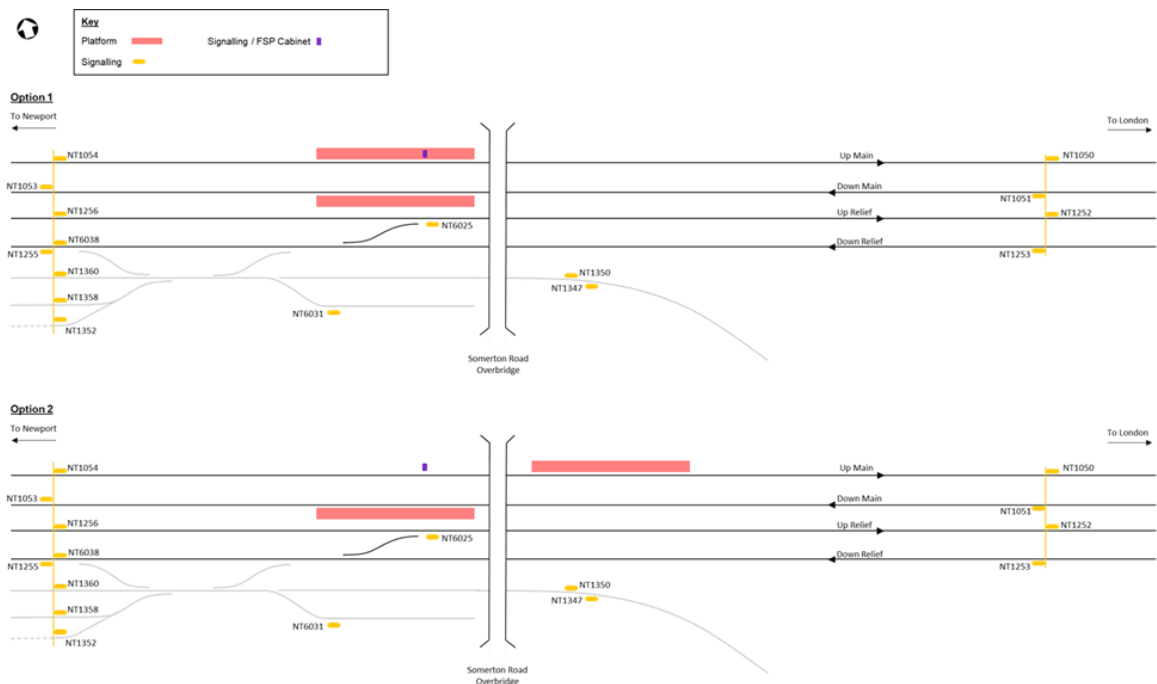 Key
Platform
Signalling / FSP Cabinet
Signalling
Option 1
To Newport
To London
NT1054
Up Main
NT1050
NT1053
Down Main
NT1051
NT1256
Up Relief
NT1252
NT6025
NT6038
Down Relief
NT1255
NT1253
NT1360
NT1350
NT1347
NT1358
NT6031
NT1352
Somerton Road
Overbridge
Option 2
To Newport
To London
NT1054
Up Main
NT1050
NT1053
Down Main
NT1051
NT1256
Up Relief
NT1252
NT6025
NT6038
Down Relief
NT1255
NT1253
NT1360
NT1350
NT1347
NT1358
NT6031
NT1352
Somerton Road
Overbridge